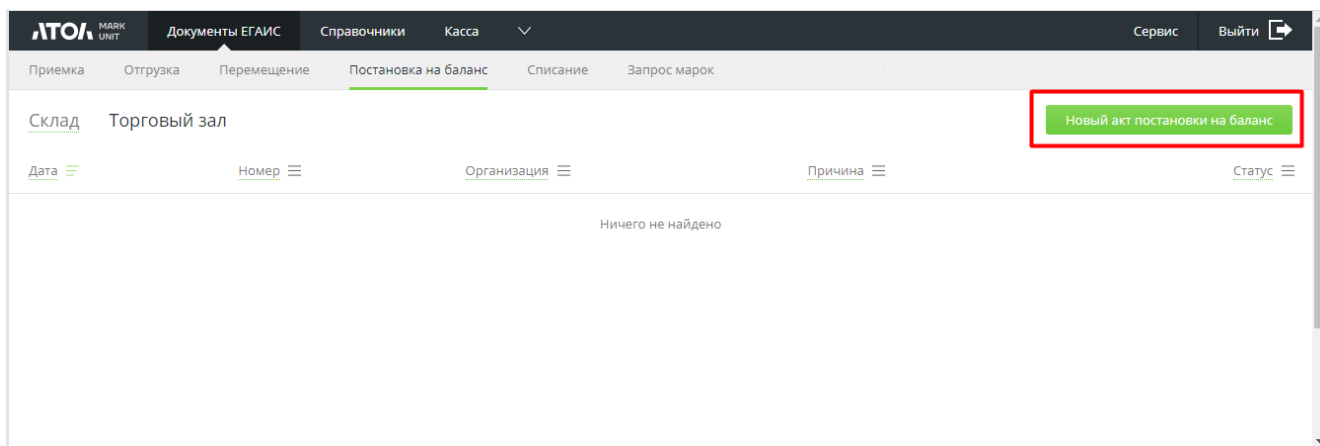 АТОЛ MARK UNIT Документы ЕГАИС Справочники Касса Сервис Выйти
Приемка Отгрузка Перемещение Постановка на баланс Списание Запрос марок
Склад Торговый зал Новый акт постановки на баланс
Дата Номер Организация Причина Статус
Ничего не найдено